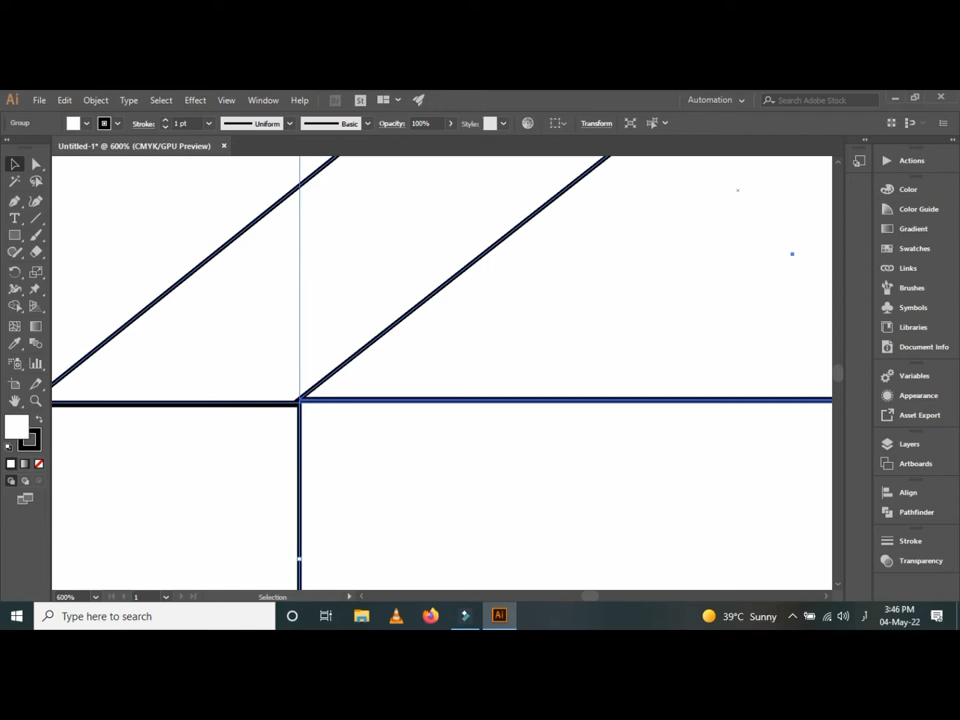 Ai File Edit Object Type Select Effect View Window Help Br St Automation Search Adobe Stock
Group Stroke: 1 pt Uniform Basic Opacity: 100% Style: Transform
Untitled-1* @ 600% (CMYK/GPU Preview) ×
Actions
Color
Color Guide
Gradient
Swatches
Links
Brushes
Symbols
Libraries
Document Info
Variables
Appearance
Asset Export
Layers
Artboards
Align
Pathfinder
Stroke
Transparency
600% 1 Selection
Type here to search Ai 39°C Sunny 3:46 PM
04-May-22